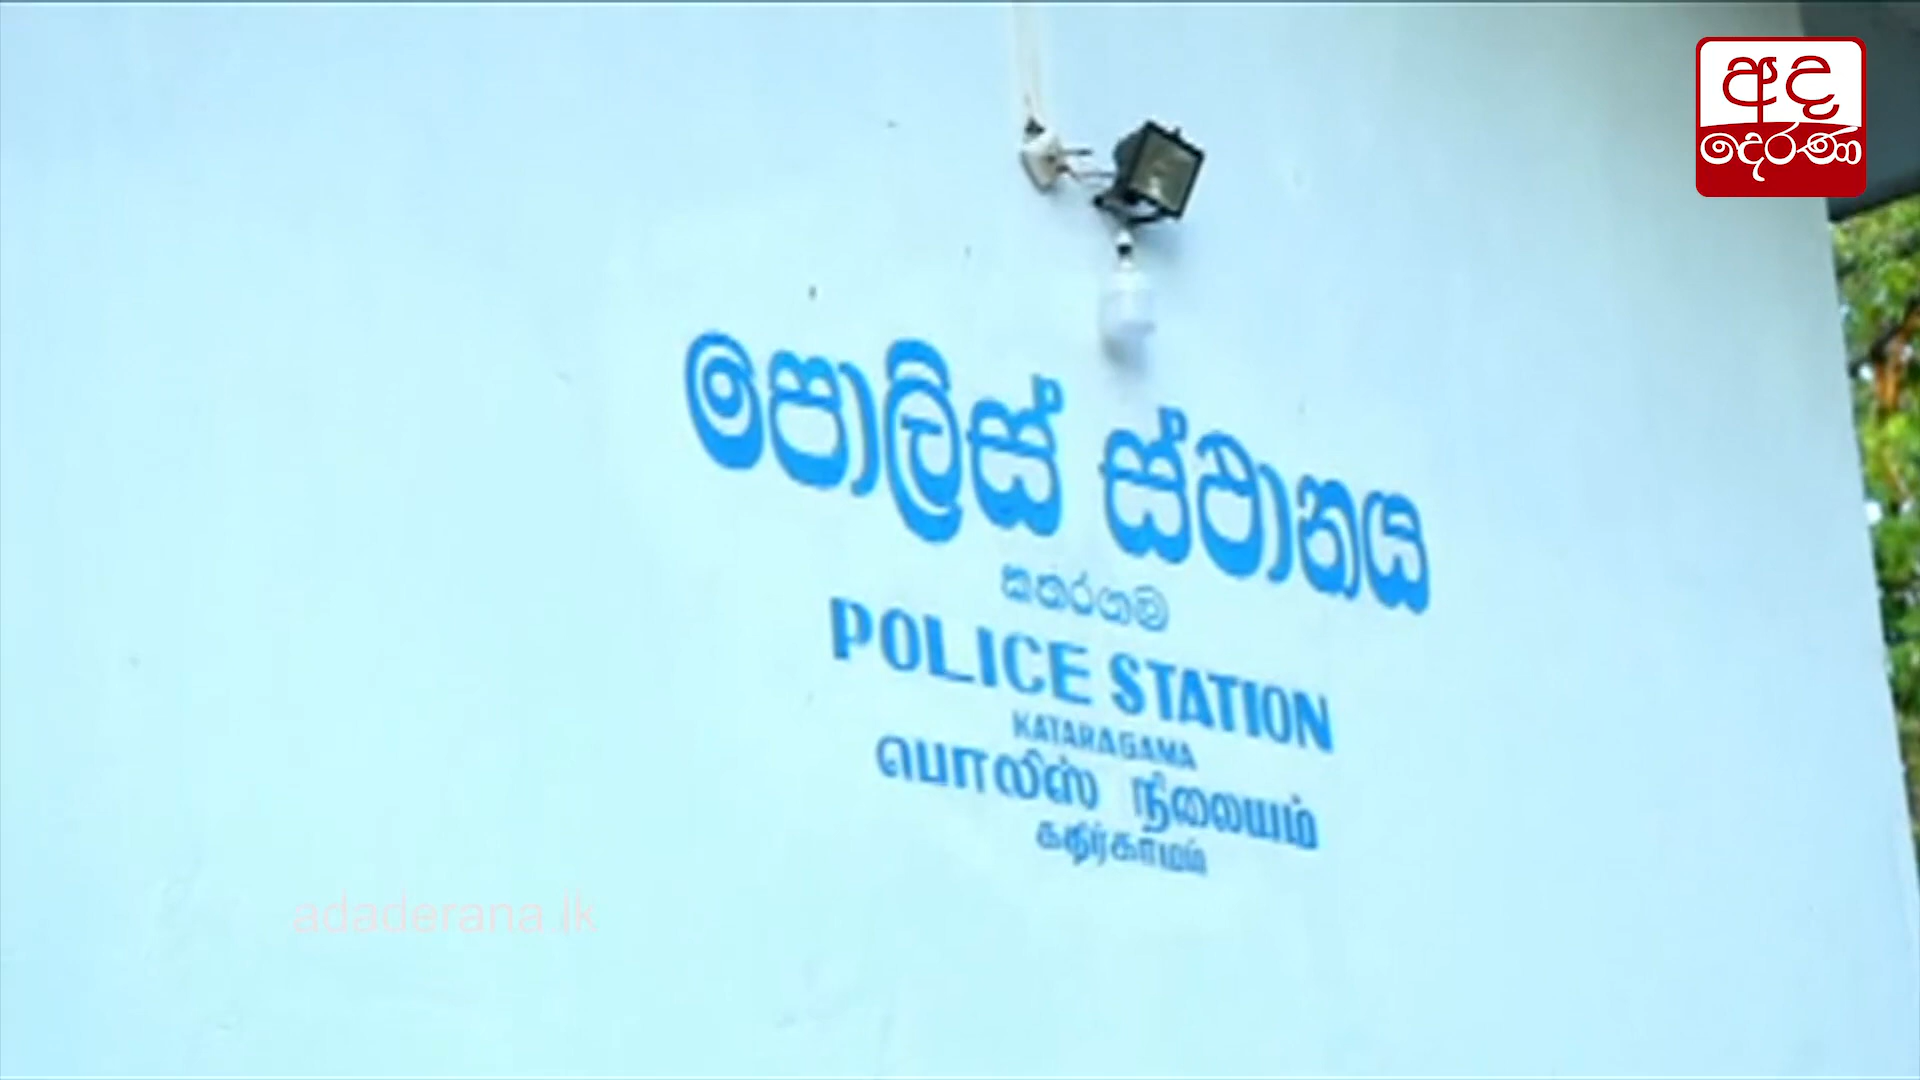 අද
දෙරණ
පොලිස් ස්ථානය
කතරගම
POLICE STATION
KATARAGAMA
பொலிஸ் நிலையம்
கதிர்காமம்
adaderana.lk